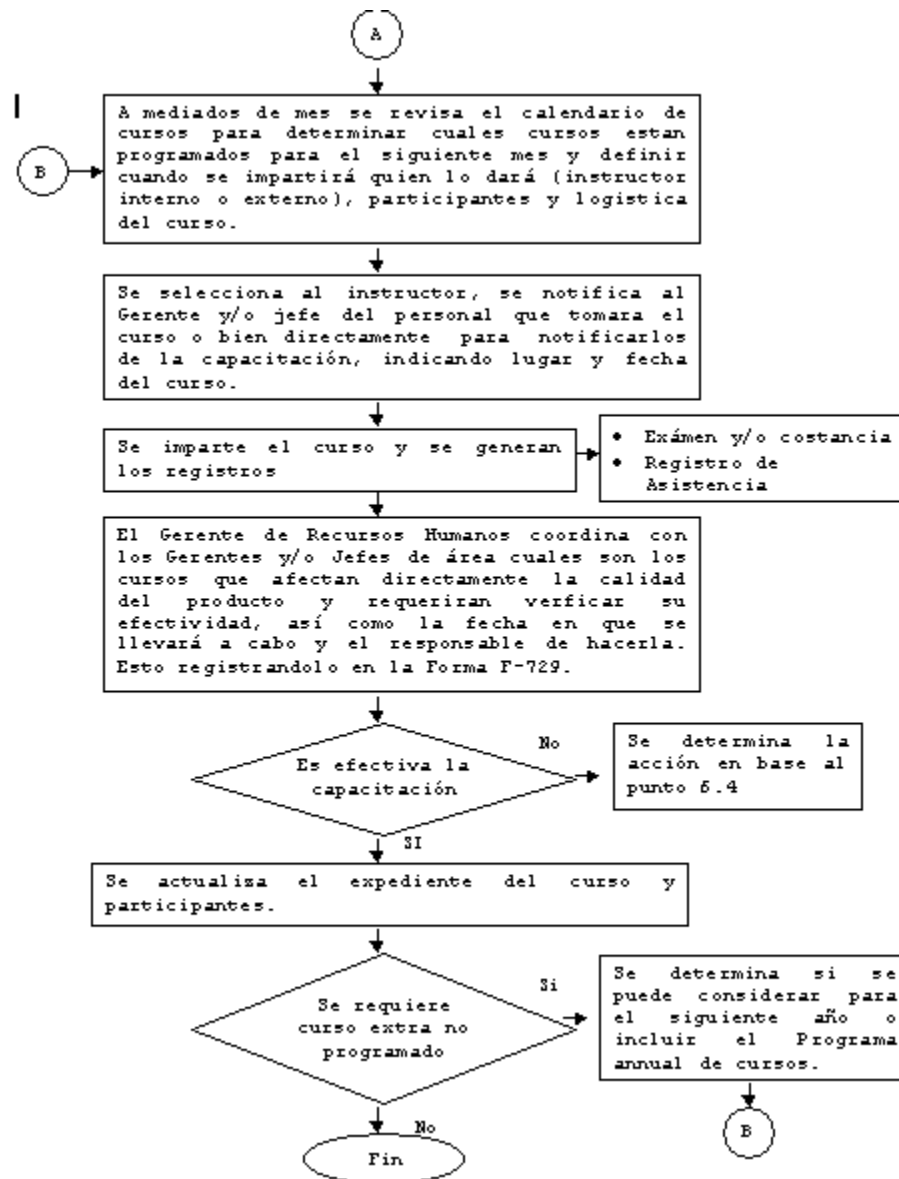 A
A mediados de mes se revisa el calendario de
cursos para determinar cuales cursos estan
programados para el siguiente mes y definir
cuando se impartirá quien lo dará (instructor
interno o externo), participantes y logistica
del curso.
B
Se selecciona al instructor, se notifica al
Gerente y/o jefe del personal que tomara el
curso o bien directamente para notificarlos
de la capacitación, indicando lugar y fecha
del curso.
Se imparte el curso y se generan
los registros
• Exámen y/o costancia
• Registro de
Asistencia
El Gerente de Recursos Humanos coordina con
los Gerentes y/o Jefes de área cuales son los
cursos que afectan directamente la calidad
del producto y requeriran verficar su
efectividad, así como la fecha en que se
llevará a cabo y el responsable de hacerla.
Esto registrandolo en la Forma F-729.
Es efectiva la
capacitación
No
Se determina la
acción en base al
punto 6.4
SI
Se actualiza el expediente del curso y
participantes.
Se requiere
curso extra no
programado
Si
Se determina si se
puede considerar para
el siguiente año o
incluir el Programa
annual de cursos.
B
No
Fin